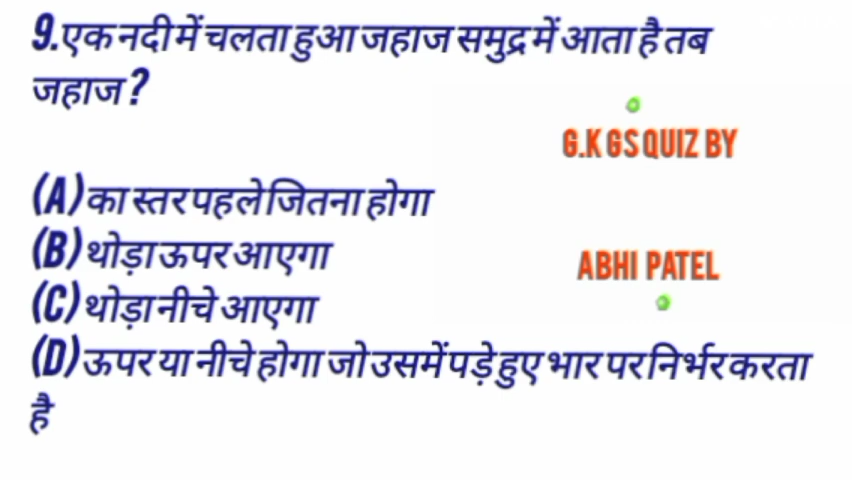 9.एक नदी में चलता हुआ जहाज समुद्र में आता है तब
जहाज?
G.K GS QUIZ BY
(A)का स्तर पहले जितना होगा
(B)थोड़ा ऊपर आएगा
ABHI PATEL
(C)थोड़ा नीचे आएगा
(D)ऊपर या नीचे होगा जो उसमें पड़े हुए भार पर निर्भर करता
है